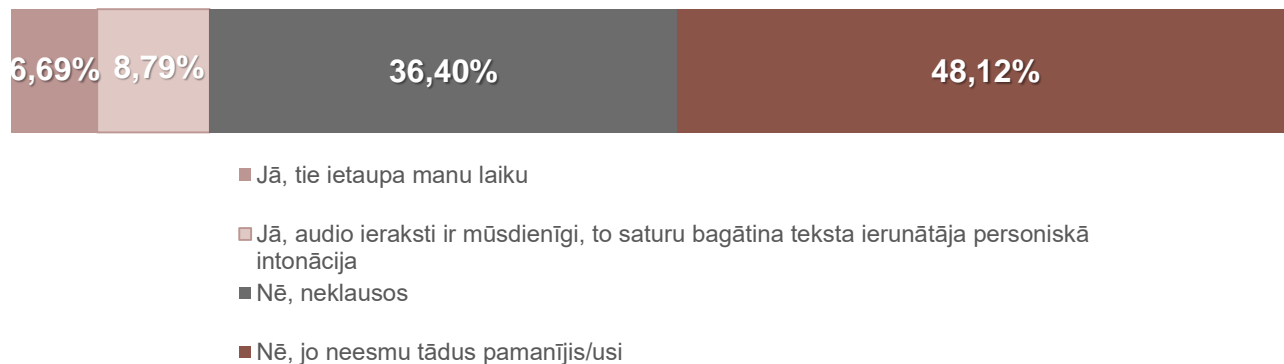 6,69% 8,79% 36,40% 48,12%
Jā, tie ietaupa manu laiku
Jā, audio ieraksti ir mūsdienīgi, to saturu bagātina teksta ierunātāja personiskā
intonācija
Nē, neklausos
Nē, jo neesmu tādus pamanījis/usi